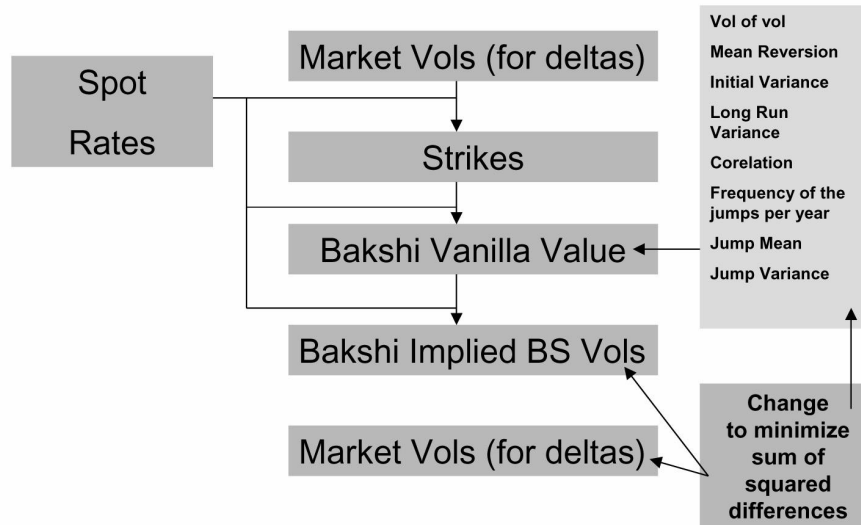 Spot
Rates
Market Vols (for deltas)
Strikes
Bakshi Vanilla Value
Bakshi Implied BS Vols
Market Vols (for deltas)
Vol of vol
Mean Reversion
Initial Variance
Long Run
Variance
Corelation
Frequency of the
jumps per year
Jump Mean
Jump Variance
Change
to minimize
sum of
squared
differences